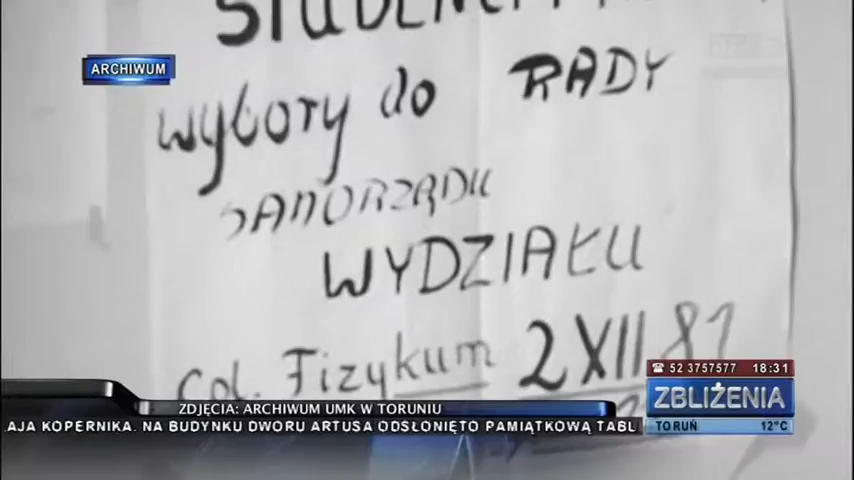 ARCHIWUM
wybory do RADY
SAMORZĄDU
WYDZIAŁU
Col. Fizykum 2 XII 81
52 3757577 18:31
ZBLIŻENIA
TORUŃ 12°C
ZDJĘCIA: ARCHIWUM UMK W TORUNIU
AJA KOPERNIKA. NA BUDYNKU DWORU ARTUSA ODSŁONIĘTO PAMIĄTKOWĄ TABL